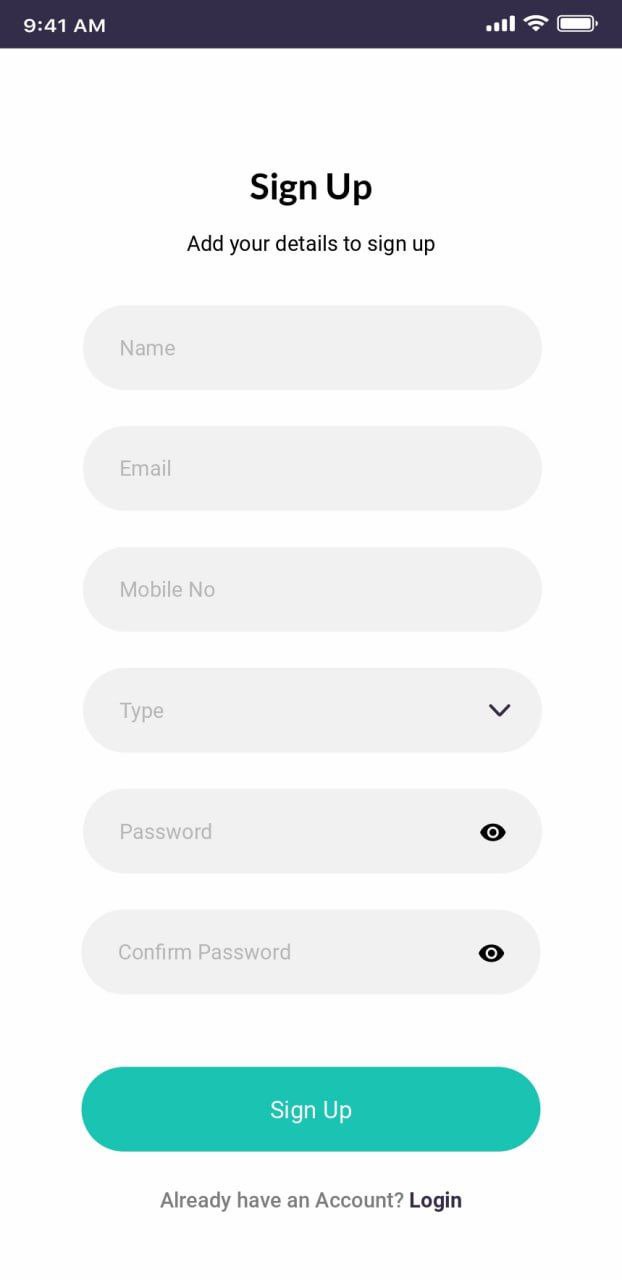 9:41 AM
Sign Up
Add your details to sign up
Name
Email
Mobile No
Type
Password
Confirm Password
Sign Up
Already have an Account? Login